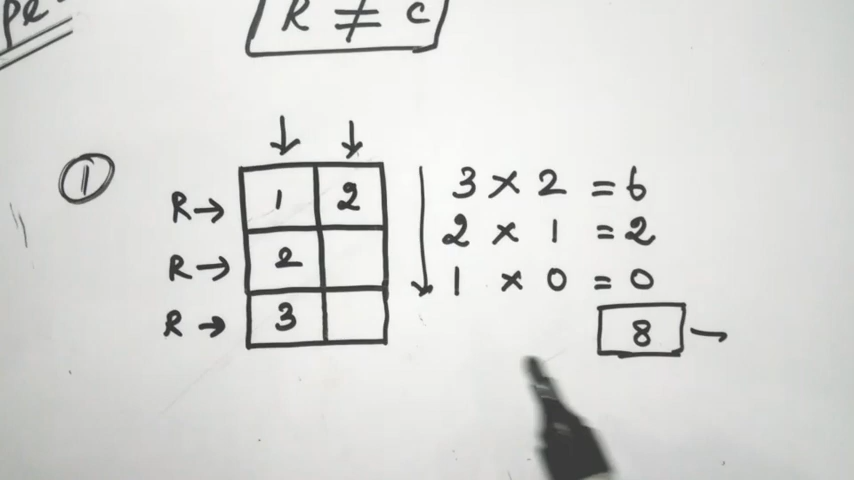 R ≠ C
①
↓ ↓
R→ 1 2 3 × 2 = 6
R→ 2 2 × 1 = 2
1 × 0 = 0
R→ 3
8 →